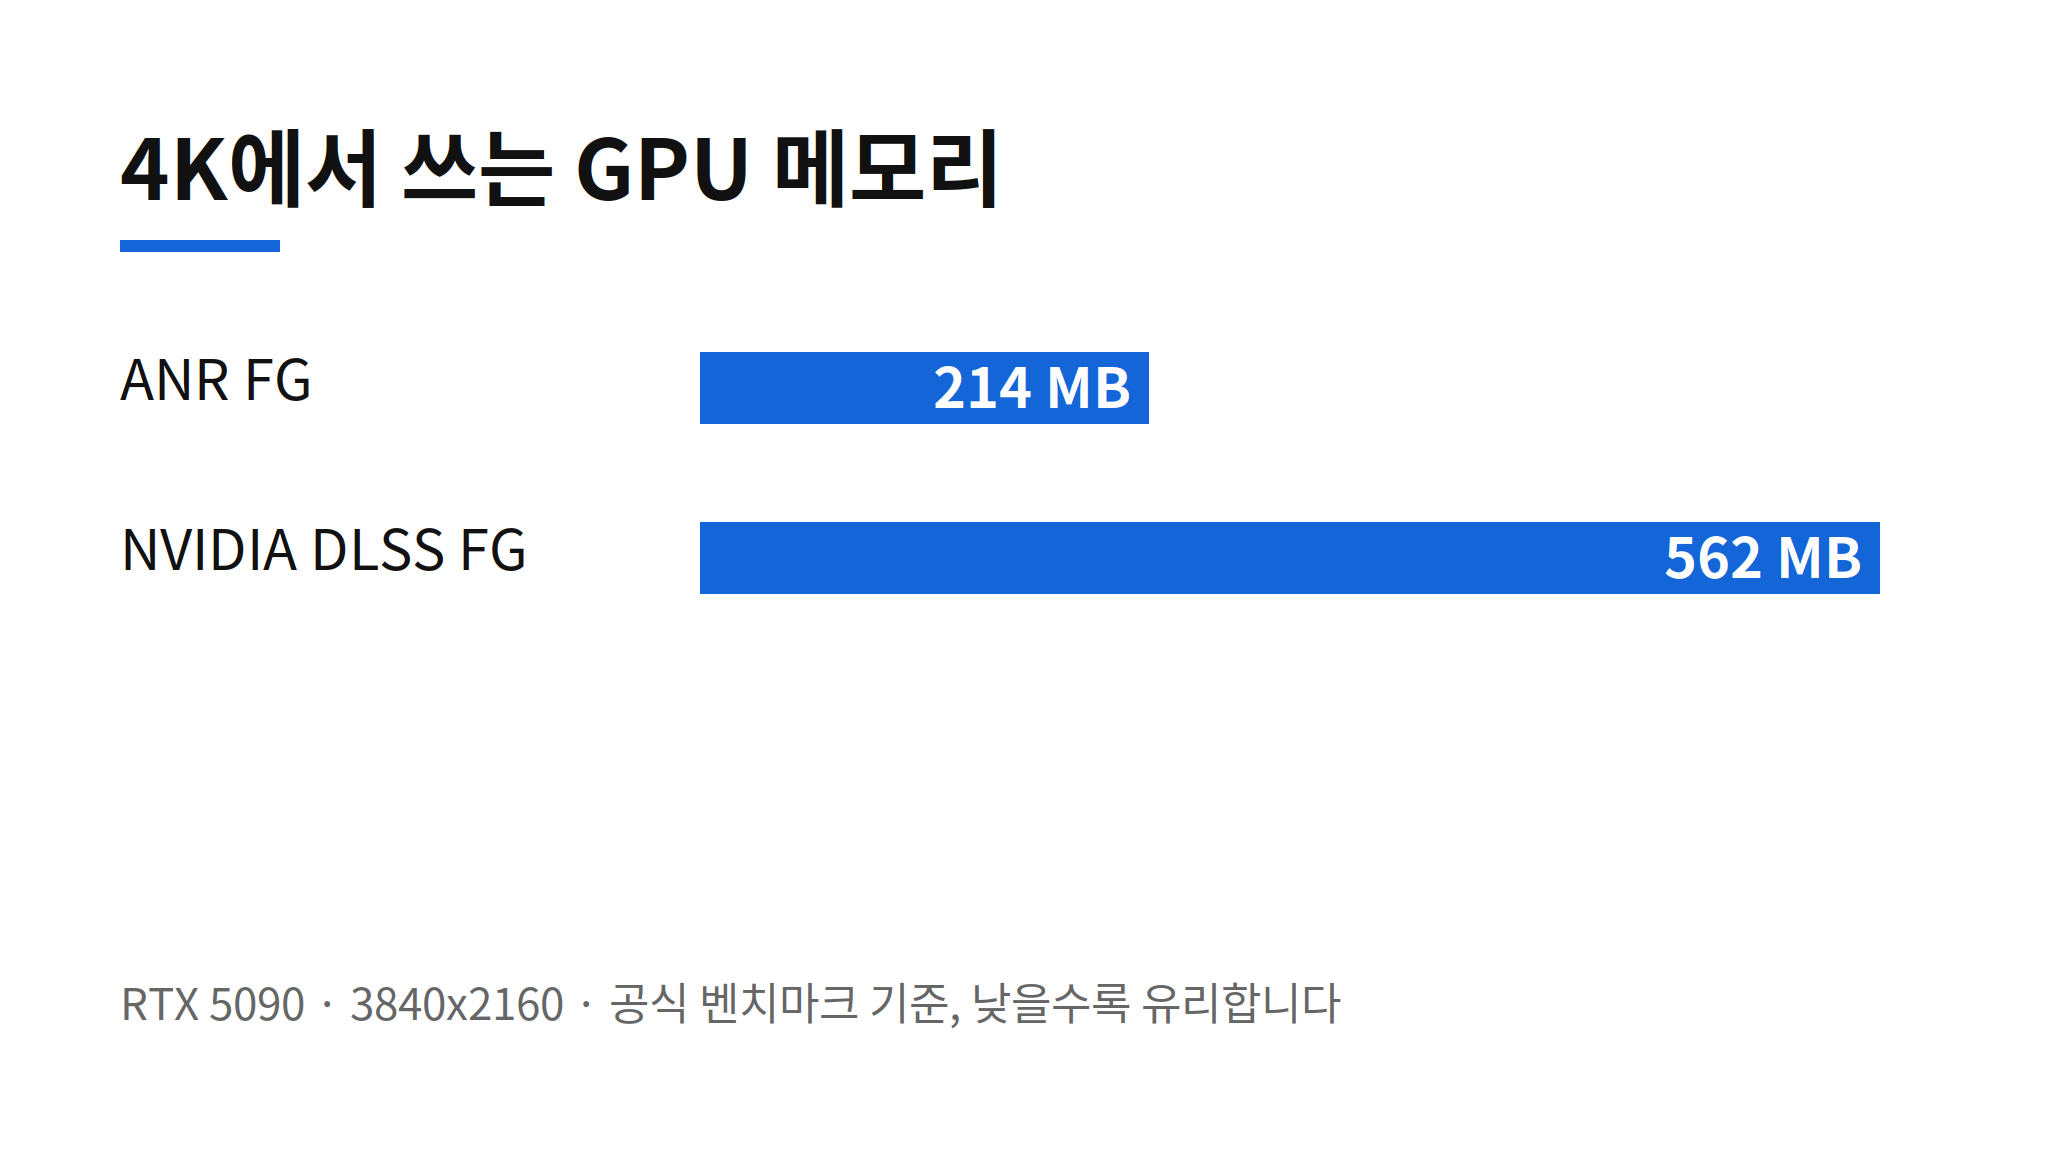 4K에서 쓰는 GPU 메모리
ANR FG
214 MB
NVIDIA DLSS FG
562 MB
RTX 5090 · 3840x2160 · 공식 벤치마크 기준, 낮을수록 유리합니다